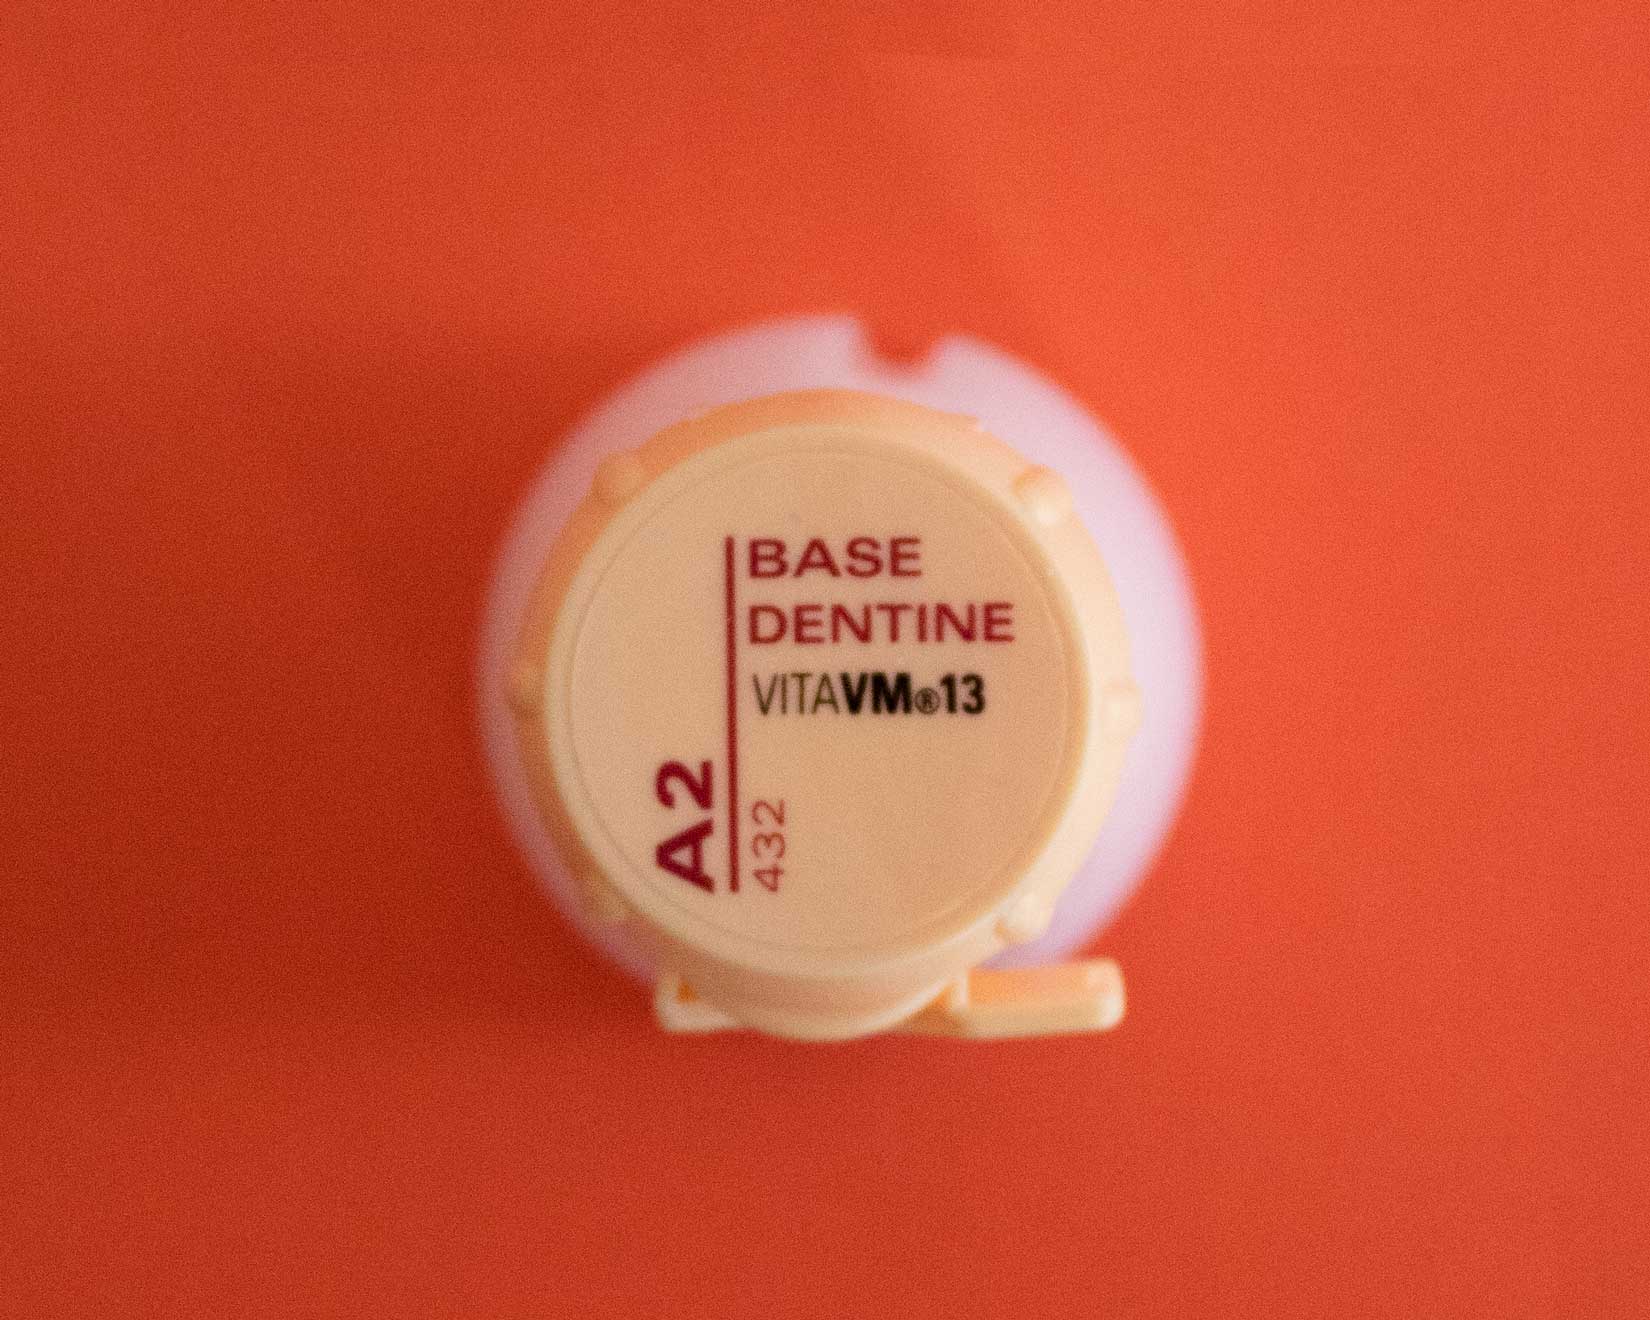 BASE
DENTINE
VITAVM®13
A2
432